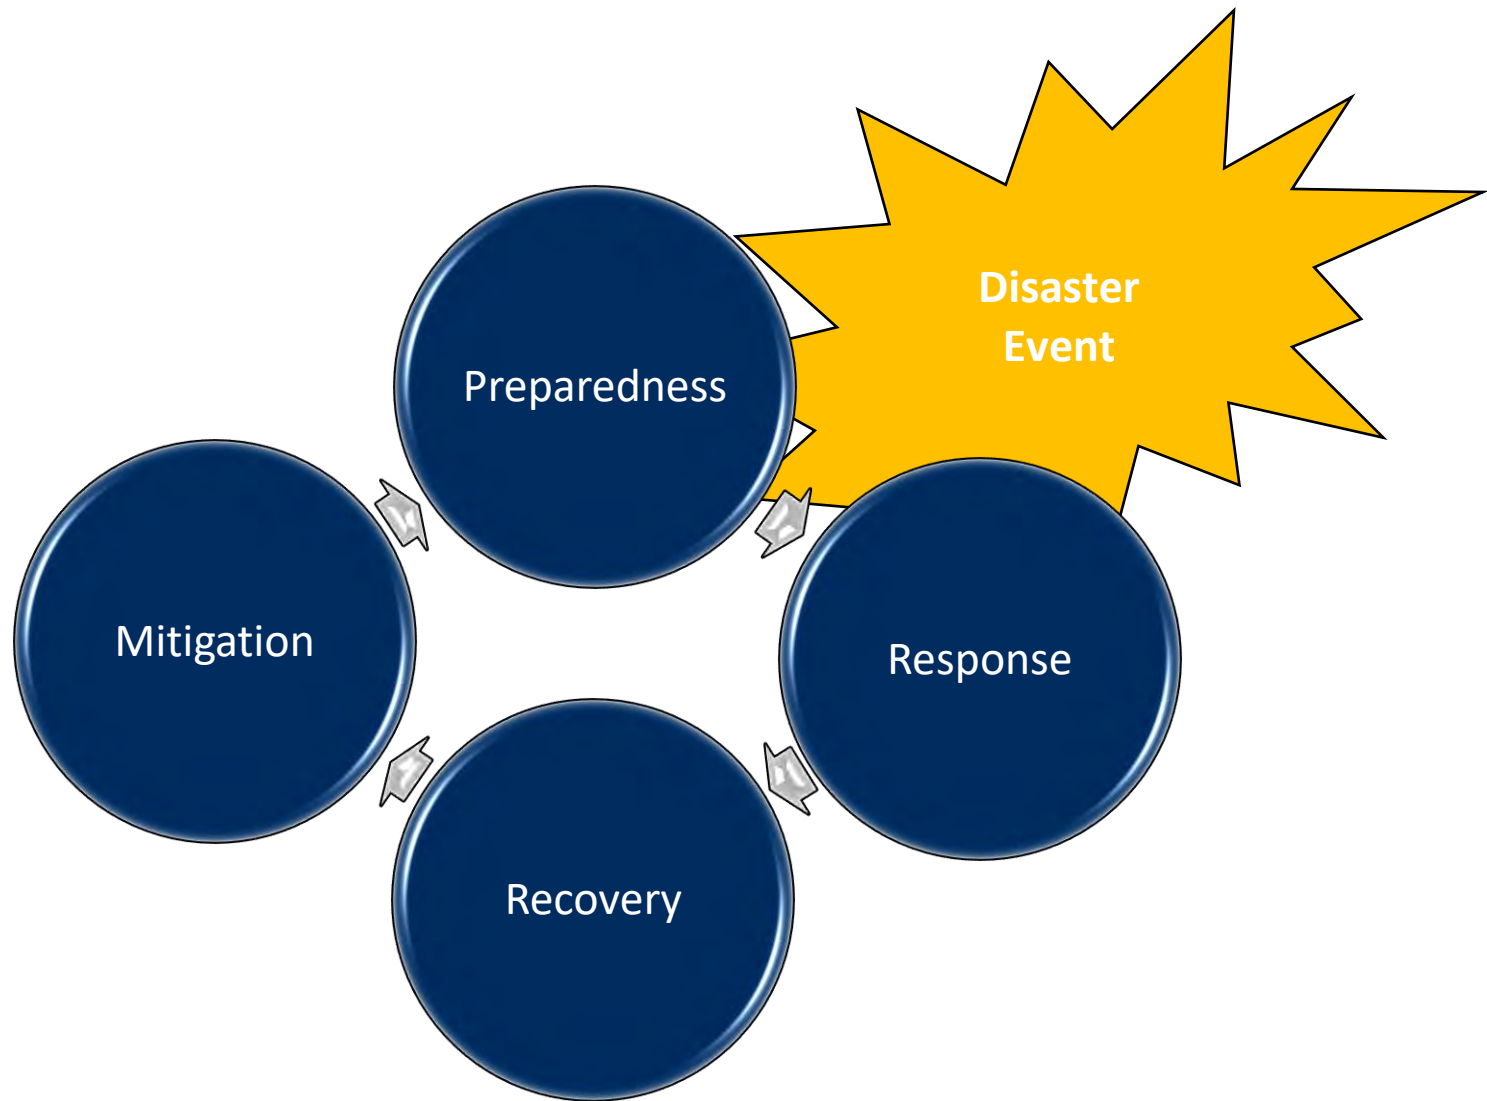 Disaster
Event
Preparedness
Mitigation
Response
Recovery